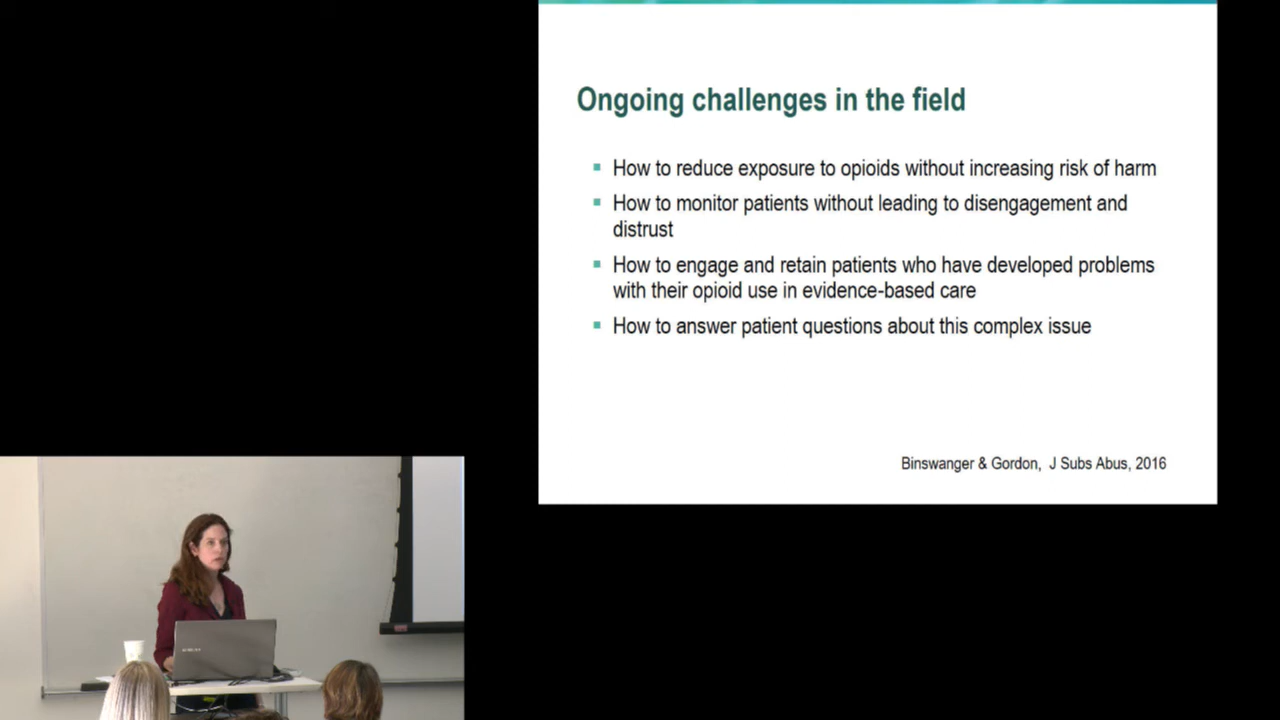 Ongoing challenges in the field
How to reduce exposure to opioids without increasing risk of harm
How to monitor patients without leading to disengagement and
distrust
How to engage and retain patients who have developed problems
with their opioid use in evidence-based care
How to answer patient questions about this complex issue
Binswanger & Gordon, J Subs Abus, 2016